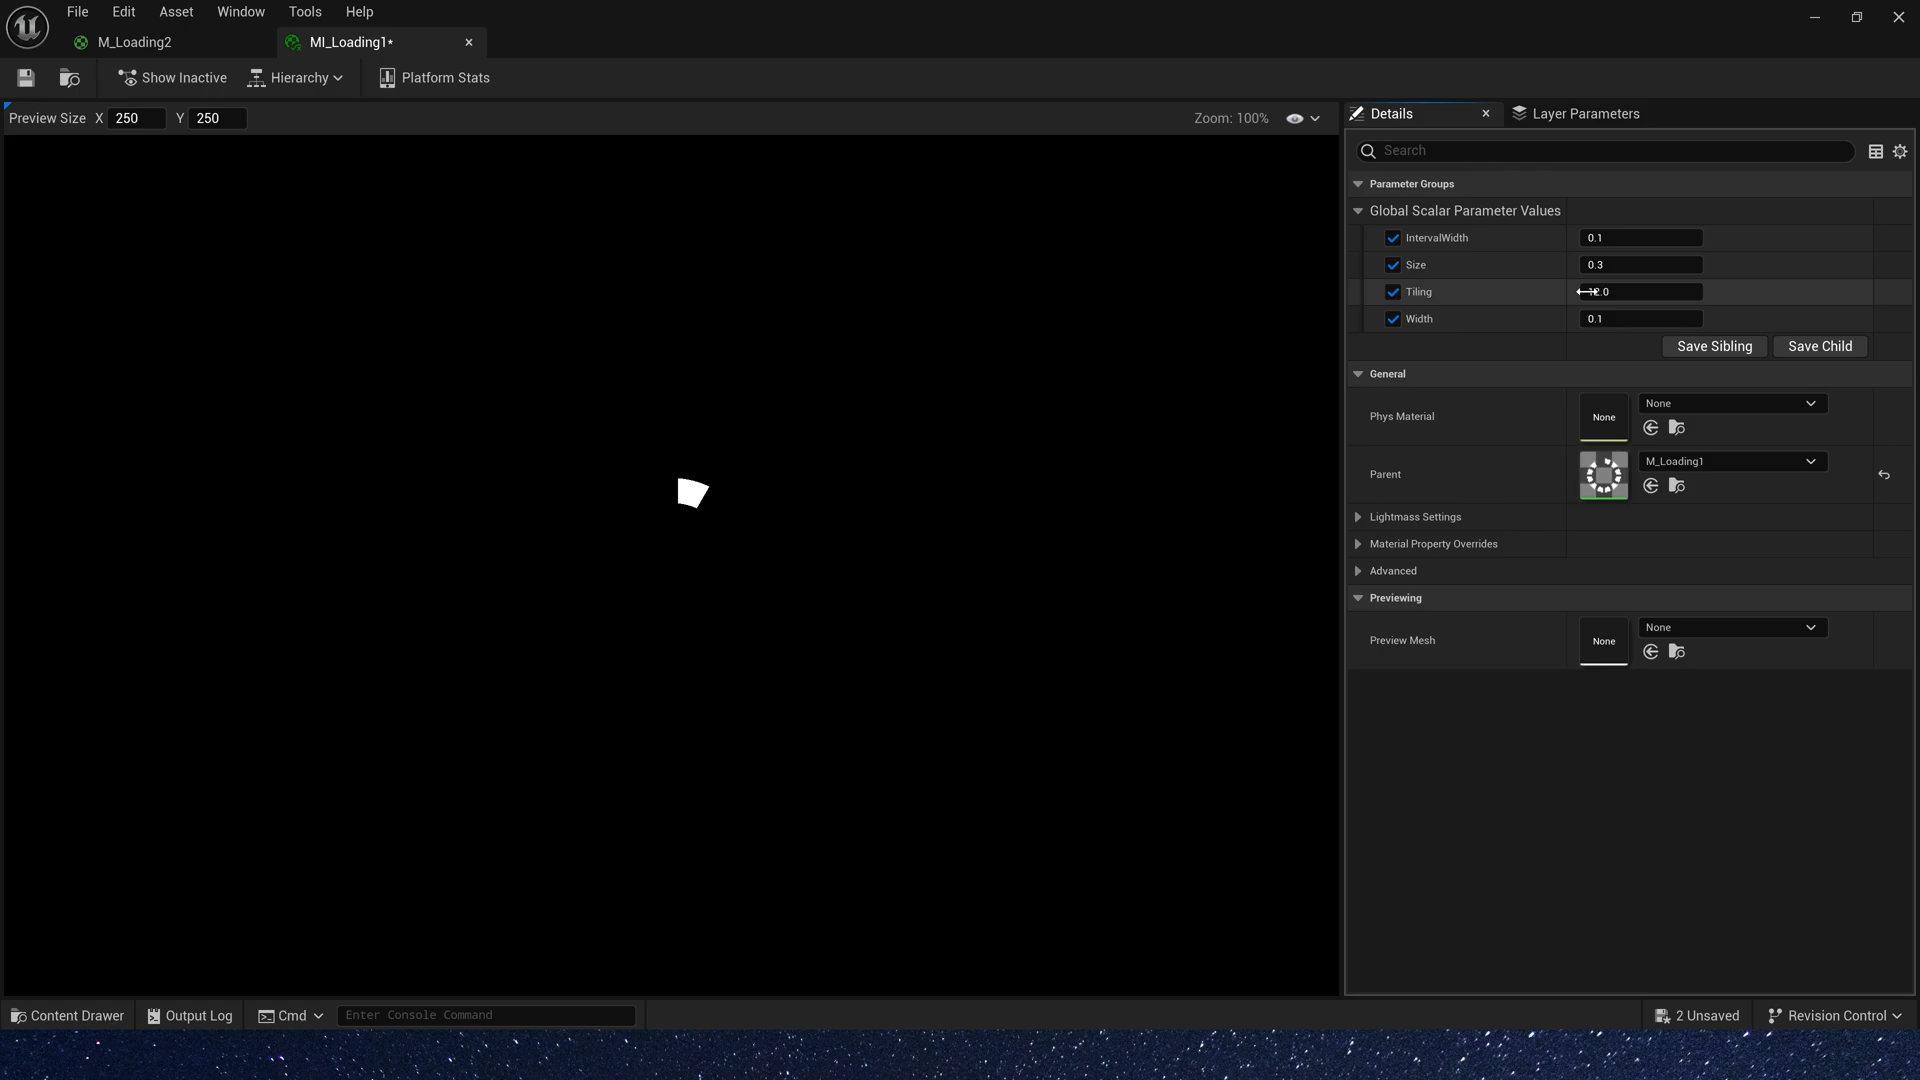 File Edit Asset Window Tools Help
M_Loading2 MI_Loading1*
Show Inactive Hierarchy Platform Stats
Preview Size X 250 Y 250 Zoom: 100%
Details Layer Parameters
Search
Parameter Groups
Global Scalar Parameter Values
IntervalWidth 0.1
Size 0.3
Tiling 12.0
Width 0.1
Save Sibling Save Child
General
Phys Material None None
Parent M_Loading1
Lightmass Settings
Material Property Overrides
Advanced
Previewing
Preview Mesh None None
Content Drawer Output Log Cmd Enter Console Command 2 Unsaved Revision Control